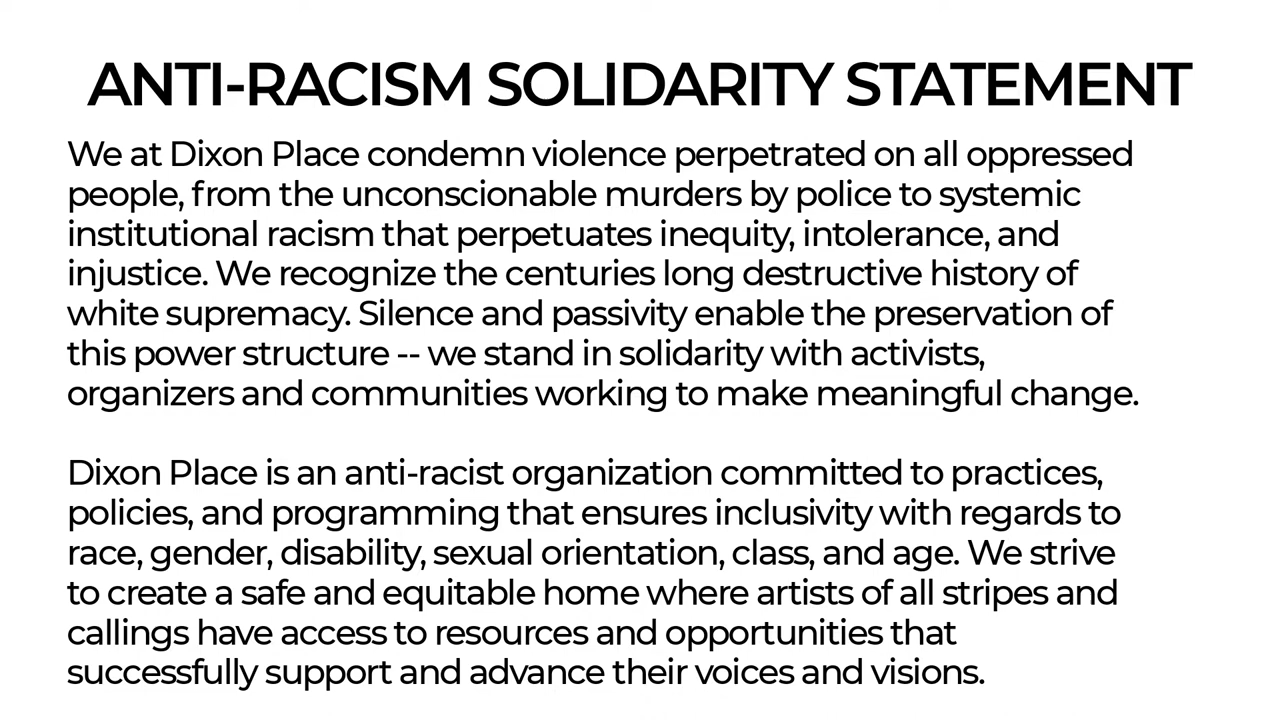 ANTI-RACISM SOLIDARITY STATEMENT
We at Dixon Place condemn violence perpetrated on all oppressed
people, from the unconscionable murders by police to systemic
institutional racism that perpetuates inequity, intolerance, and
injustice. We recognize the centuries long destructive history of
white supremacy. Silence and passivity enable the preservation of
this power structure -- we stand in solidarity with activists,
organizers and communities working to make meaningful change.
Dixon Place is an anti-racist organization committed to practices,
policies, and programming that ensures inclusivity with regards to
race, gender, disability, sexual orientation, class, and age. We strive
to create a safe and equitable home where artists of all stripes and
callings have access to resources and opportunities that
successfully support and advance their voices and visions.